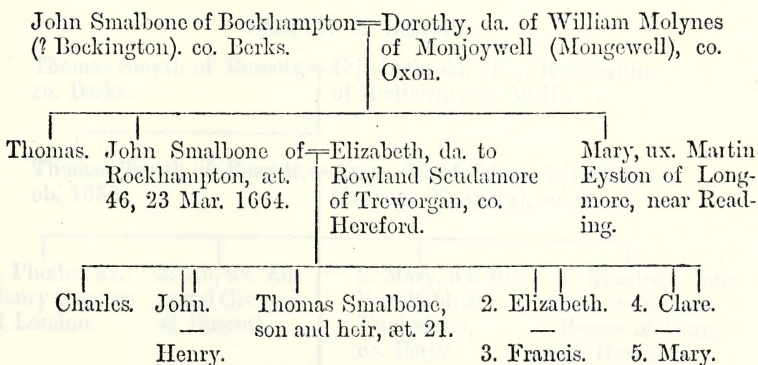 John Smalbone of Bockhampton
(? Bockington). co. Berks.
Dorothy, da. of William Molynes
of Monjoywell (Mongewell), co.
Oxon.
Thomas.
John Smalbone of
Rockhampton, æt.
46, 23 Mar. 1664.
Elizabeth, da. to
Rowland Scudamore
of Treworgan, co.
Hereford.
Mary, ux. Martin
Eyston of Long-
more, near Read-
ing.
Charles.
John.
Henry.
Thomas Smalbone,
son and heir, æt. 21.
2. Elizabeth.
3. Francis.
4. Clare.
5. Mary.